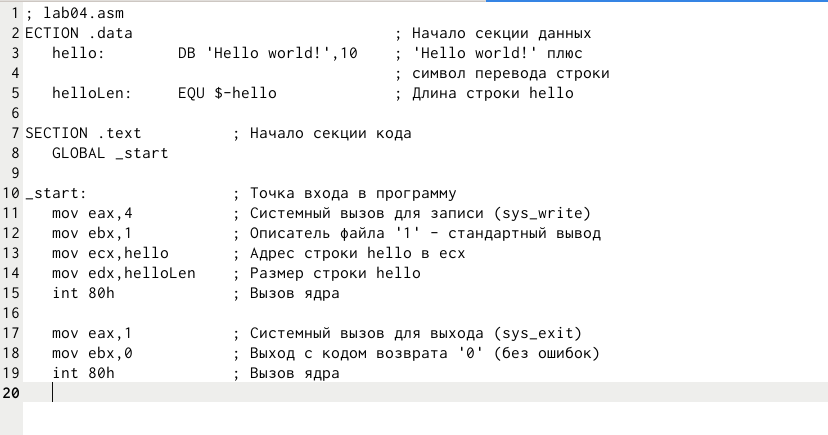 1 ; lab04.asm
2 ECTION .data ; Начало секции данных
3 hello: DB 'Hello world!',10 ; 'Hello world!' плюс
4 ; символ перевода строки
5 helloLen: EQU $-hello ; Длина строки hello
6
7 SECTION .text ; Начало секции кода
8 GLOBAL _start
9
10 _start: ; Точка входа в программу
11 mov eax,4 ; Системный вызов для записи (sys_write)
12 mov ebx,1 ; Описатель файла '1' - стандартный вывод
13 mov ecx,hello ; Адрес строки hello в ecx
14 mov edx,helloLen ; Размер строки hello
15 int 80h ; Вызов ядра
16
17 mov eax,1 ; Системный вызов для выхода (sys_exit)
18 mov ebx,0 ; Выход с кодом возврата '0' (без ошибок)
19 int 80h ; Вызов ядра
20